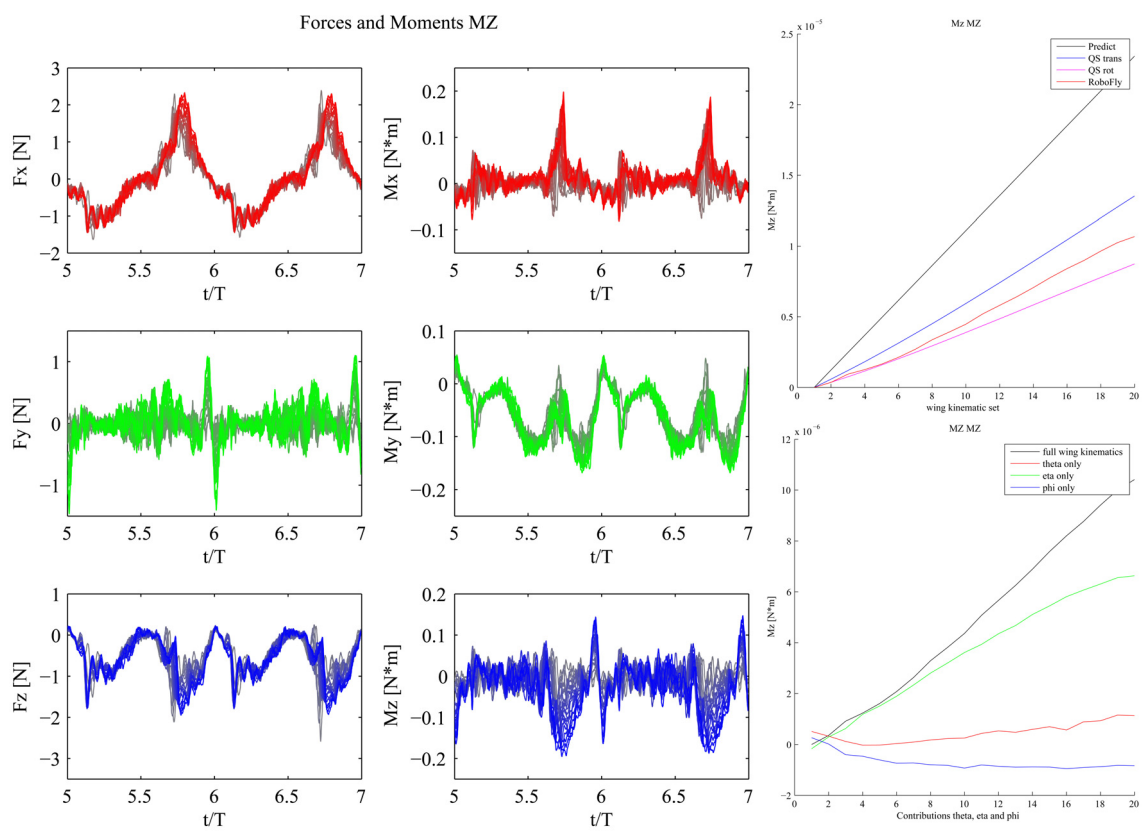 Forces and Moments MZ
3
2
1
0
−1
−2
Fx [N]
5 5.5 6 6.5 7
t/T
0.2
0.1
0
−0.1
Mx [N*m]
5 5.5 6 6.5 7
t/T
1
0
−1
Fy [N]
5 5.5 6 6.5 7
t/T
0.1
0
−0.1
−0.2
My [N*m]
5 5.5 6 6.5 7
t/T
1
0
−1
−2
−3
Fz [N]
5 5.5 6 6.5 7
t/T
0.2
0.1
0
−0.1
−0.2
Mz [N*m]
5 5.5 6 6.5 7
t/T
Mz MZ
x 10⁻⁵
2.5
2
1.5
1
0.5
0
Mz [N*m]
Predict
QS trans
QS rot
RoboFly
0 2 4 6 8 10 12 14 16 18 20
wing kinematic set
MZ MZ
x 10⁻⁶
12
10
8
6
4
2
0
−2
Mz [N*m]
full wing kinematics
theta only
eta only
phi only
0 2 4 6 8 10 12 14 16 18 20
Contributions theta, eta and phi